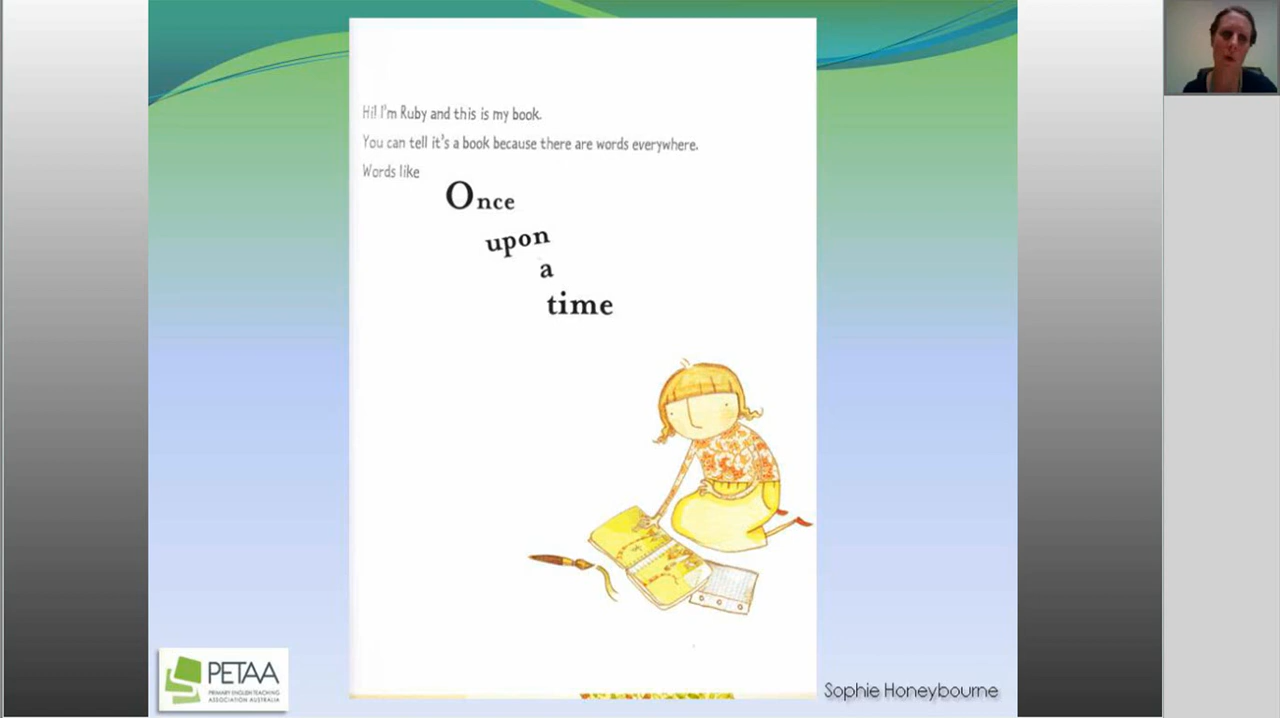 Hi! I'm Ruby and this is my book.
You can tell it's a book because there are words everywhere.
Words like
Once
upon
a
time
PETAA
PRIMARY ENGLISH TEACHING
ASSOCIATION AUSTRALIA
Sophie Honeybourne